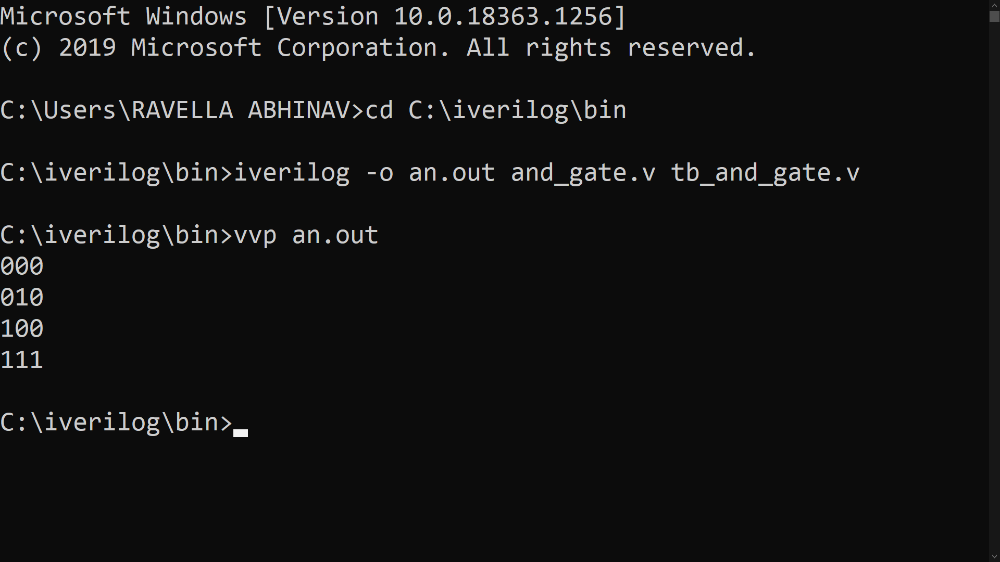 Microsoft Windows [Version 10.0.18363.1256]
(c) 2019 Microsoft Corporation. All rights reserved.
C:\Users\RAVELLA ABHINAV>cd C:\iverilog\bin
C:\iverilog\bin>iverilog -o an.out and_gate.v tb_and_gate.v
C:\iverilog\bin>vvp an.out
000
010
100
111
C:\iverilog\bin>